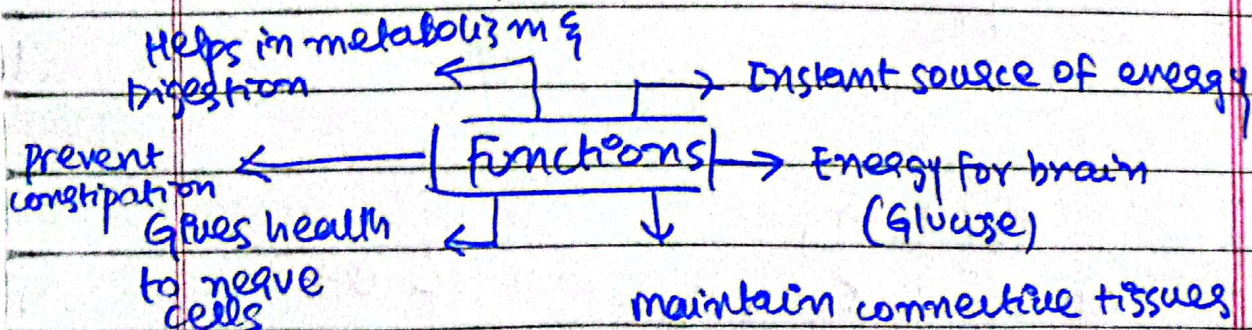 Helps in metabolism &
Digestion
Instant source of energy
Functions
Prevent
constipation
Energy for brain
(Glucose)
Gives health
to nerve
cells
maintain connective tissues